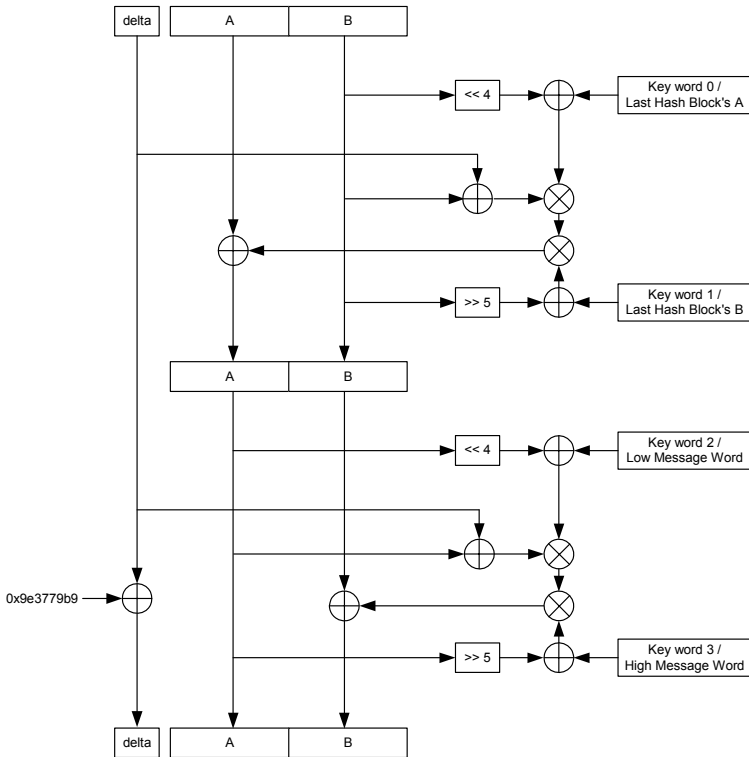 delta A B
<< 4
Key word 0 /
Last Hash Block's A
>> 5
Key word 1 /
Last Hash Block's B
A B
<< 4
Key word 2 /
Low Message Word
0x9e3779b9
>> 5
Key word 3 /
High Message Word
delta A B